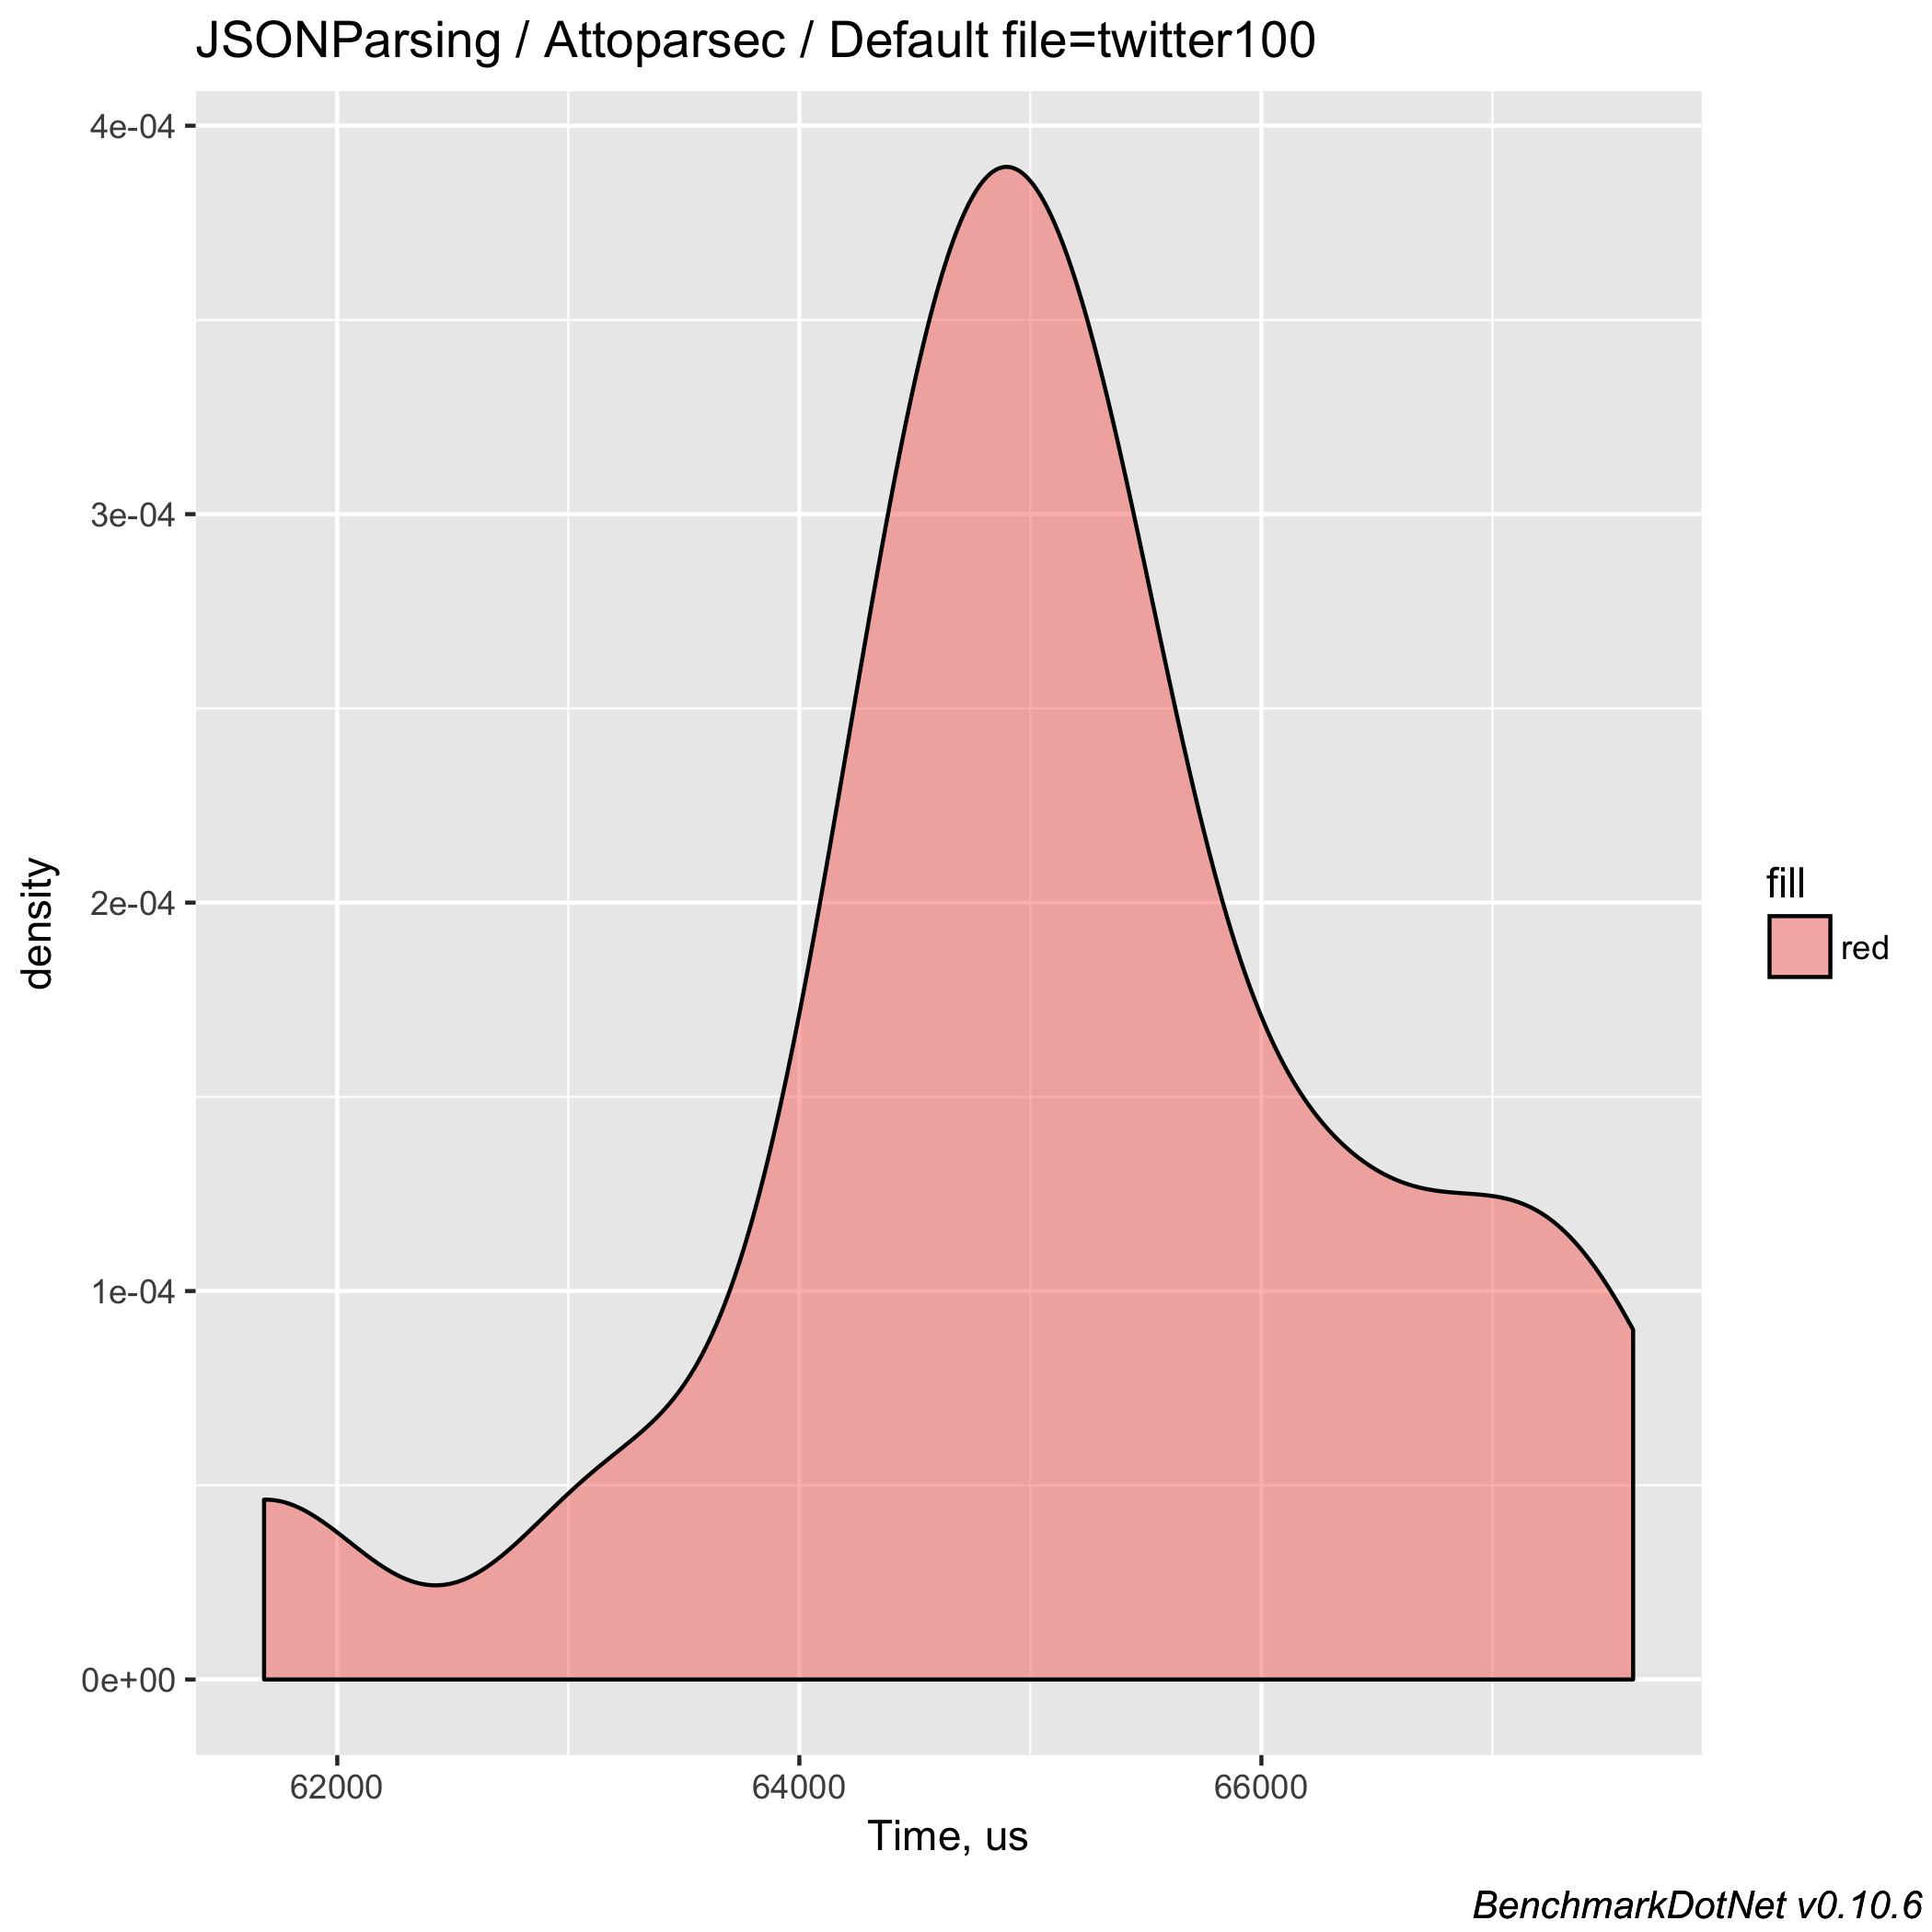 JSONParsing / Attoparsec / Default file=twitter100
4e-04
3e-04
2e-04
1e-04
0e+00
density
62000
64000
66000
Time, us
fill
red
BenchmarkDotNet v0.10.6